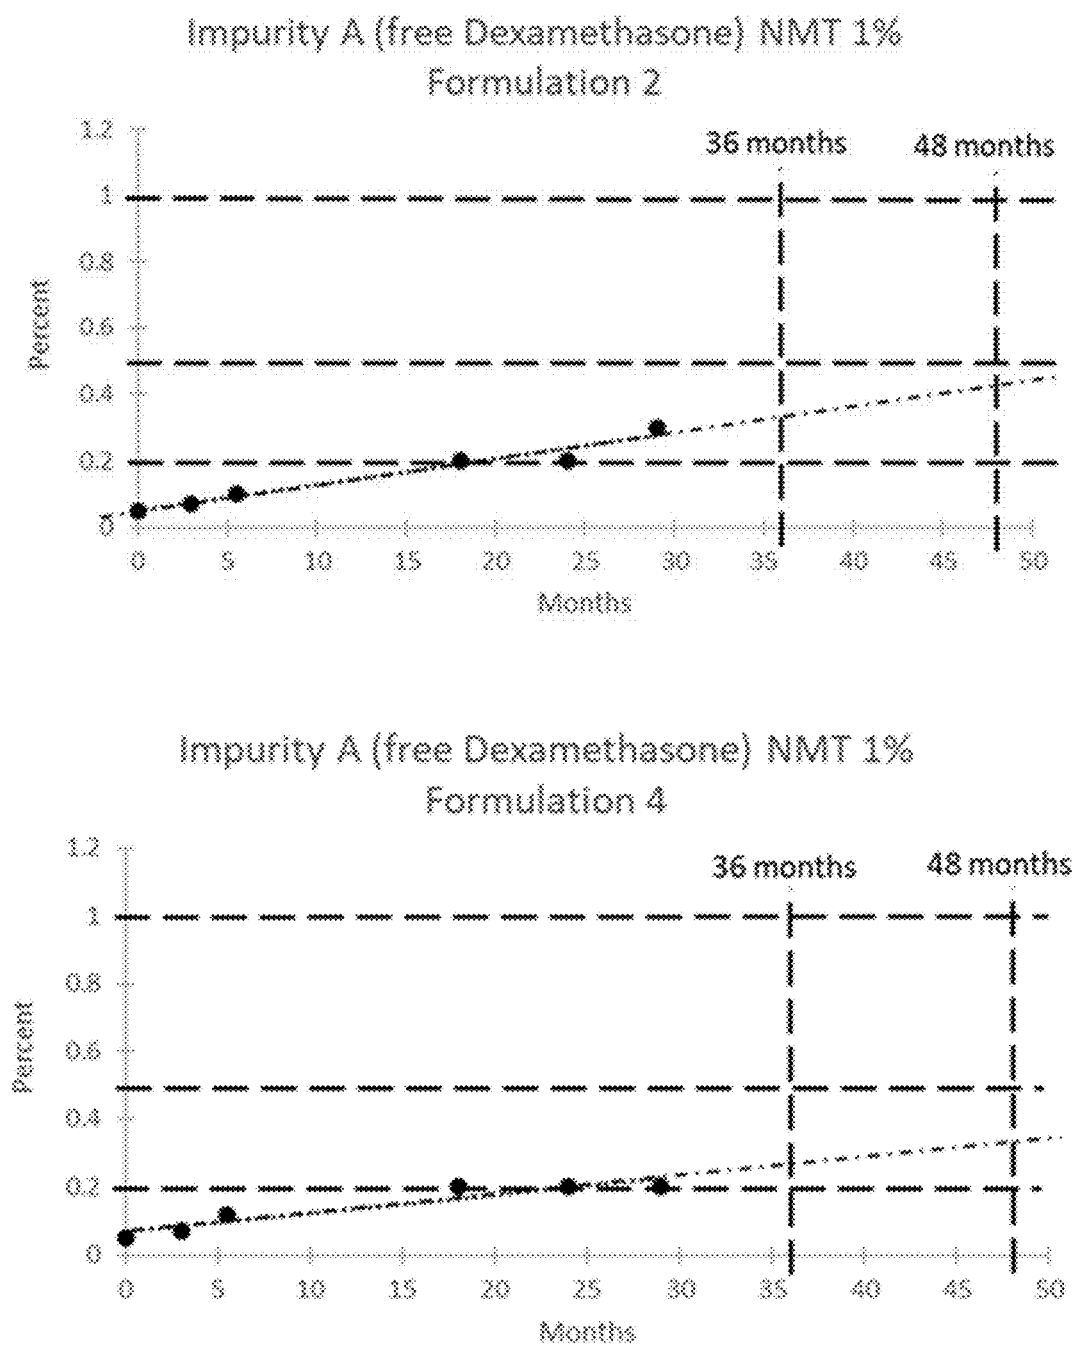 Impurity A (free Dexamethasone) NMT 1%
Formulation 2
36 months
48 months
1.2
1
0.8
0.6
0.4
0.2
0
Percent
0 5 10 15 20 25 30 35 40 45 50
Months
Impurity A (free Dexamethasone) NMT 1%
Formulation 4
36 months
48 months
1.2
1
0.8
0.6
0.4
0.2
0
Percent
0 5 10 15 20 25 30 35 40 45 50
Months